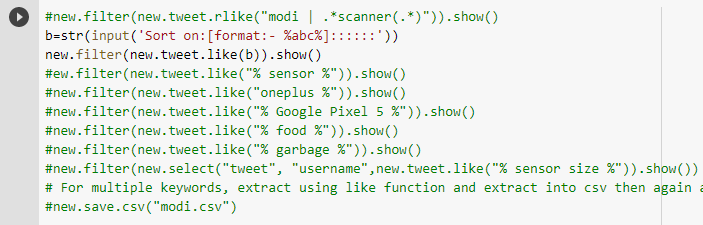 #new.filter(new.tweet.rlike("modi | .*scanner(.*)")).show()
b=str(input('Sort on:[format:- %abc%]::::::'))
new.filter(new.tweet.like(b)).show()
#ew.filter(new.tweet.like("% sensor %")).show()
#new.filter(new.tweet.like("oneplus %")).show()
#new.filter(new.tweet.like("% Google Pixel 5 %")).show()
#new.filter(new.tweet.like("% food %")).show()
#new.filter(new.tweet.like("% garbage %")).show()
#new.filter(new.select("tweet", "username",new.tweet.like("% sensor size %")).show())
# For multiple keywords, extract using like function and extract into csv then again a
#new.save.csv("modi.csv")